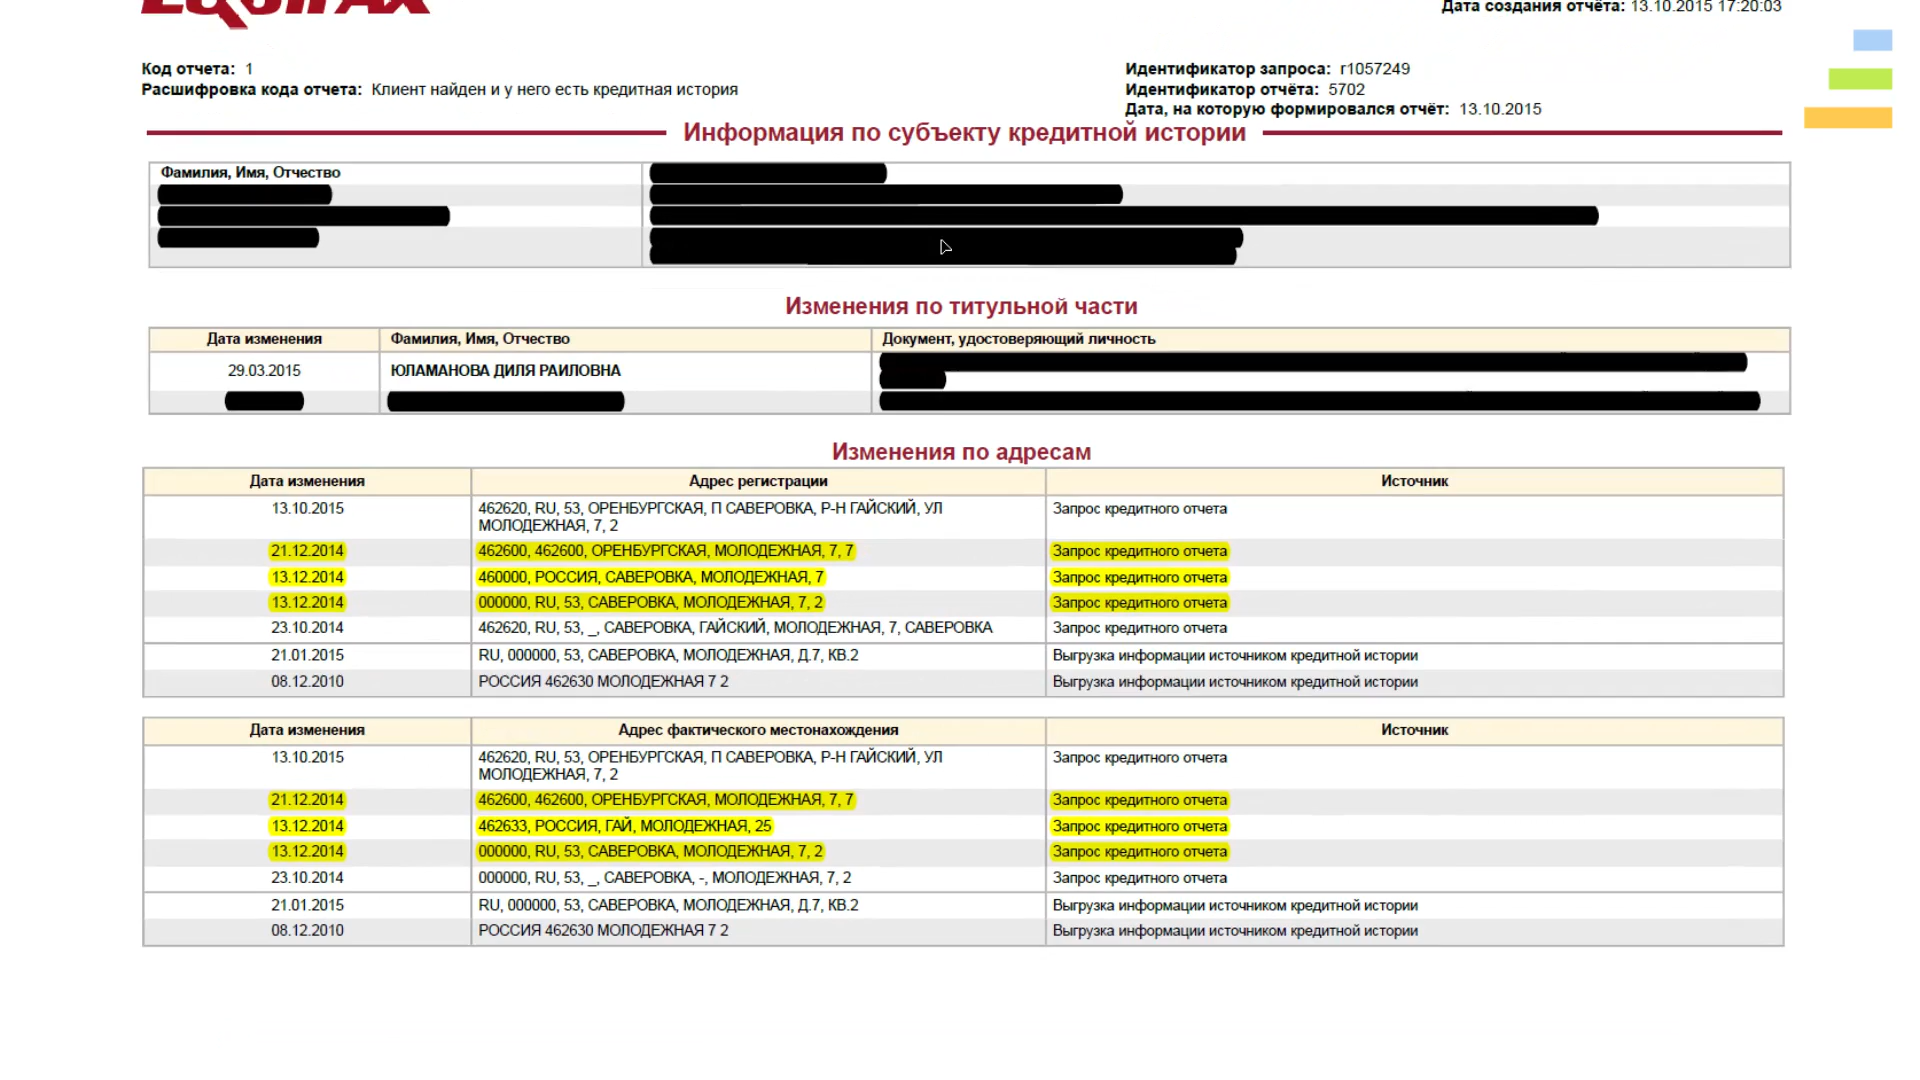 EQUIFAX
Дата создания отчёта: 13.10.2015 17:20:03
Код отчета: 1
Расшифровка кода отчета: Клиент найден и у него есть кредитная история
Идентификатор запроса: r1057249
Идентификатор отчёта: 5702
Дата, на которую формировался отчёт: 13.10.2015
Информация по субъекту кредитной истории
Фамилия, Имя, Отчество
Изменения по титульной части
Дата изменения Фамилия, Имя, Отчество Документ, удостоверяющий личность
29.03.2015 ЮЛАМАНОВА ДИЛЯ РАИЛОВНА
Изменения по адресам
Дата изменения Адрес регистрации Источник
13.10.2015 462620, RU, 53, ОРЕНБУРГСКАЯ, П САВЕРОВКА, Р-Н ГАЙСКИЙ, УЛ Запрос кредитного отчета
МОЛОДЕЖНАЯ, 7, 2
21.12.2014 462600, 462600, ОРЕНБУРГСКАЯ, МОЛОДЕЖНАЯ, 7, 7 Запрос кредитного отчета
13.12.2014 460000, РОССИЯ, САВЕРОВКА, МОЛОДЕЖНАЯ, 7 Запрос кредитного отчета
13.12.2014 000000, RU, 53, САВЕРОВКА, МОЛОДЕЖНАЯ, 7, 2 Запрос кредитного отчета
23.10.2014 462620, RU, 53, _, САВЕРОВКА, ГАЙСКИЙ, МОЛОДЕЖНАЯ, 7, САВЕРОВКА Запрос кредитного отчета
21.01.2015 RU, 000000, 53, САВЕРОВКА, МОЛОДЕЖНАЯ, Д.7, КВ.2 Выгрузка информации источником кредитной истории
08.12.2010 РОССИЯ 462630 МОЛОДЕЖНАЯ 7 2 Выгрузка информации источником кредитной истории
Дата изменения Адрес фактического местонахождения Источник
13.10.2015 462620, RU, 53, ОРЕНБУРГСКАЯ, П САВЕРОВКА, Р-Н ГАЙСКИЙ, УЛ Запрос кредитного отчета
МОЛОДЕЖНАЯ, 7, 2
21.12.2014 462600, 462600, ОРЕНБУРГСКАЯ, МОЛОДЕЖНАЯ, 7, 7 Запрос кредитного отчета
13.12.2014 462633, РОССИЯ, ГАЙ, МОЛОДЕЖНАЯ, 25 Запрос кредитного отчета
13.12.2014 000000, RU, 53, САВЕРОВКА, МОЛОДЕЖНАЯ, 7, 2 Запрос кредитного отчета
23.10.2014 000000, RU, 53, _, САВЕРОВКА, -, МОЛОДЕЖНАЯ, 7, 2 Запрос кредитного отчета
21.01.2015 RU, 000000, 53, САВЕРОВКА, МОЛОДЕЖНАЯ, Д.7, КВ.2 Выгрузка информации источником кредитной истории
08.12.2010 РОССИЯ 462630 МОЛОДЕЖНАЯ 7 2 Выгрузка информации источником кредитной истории